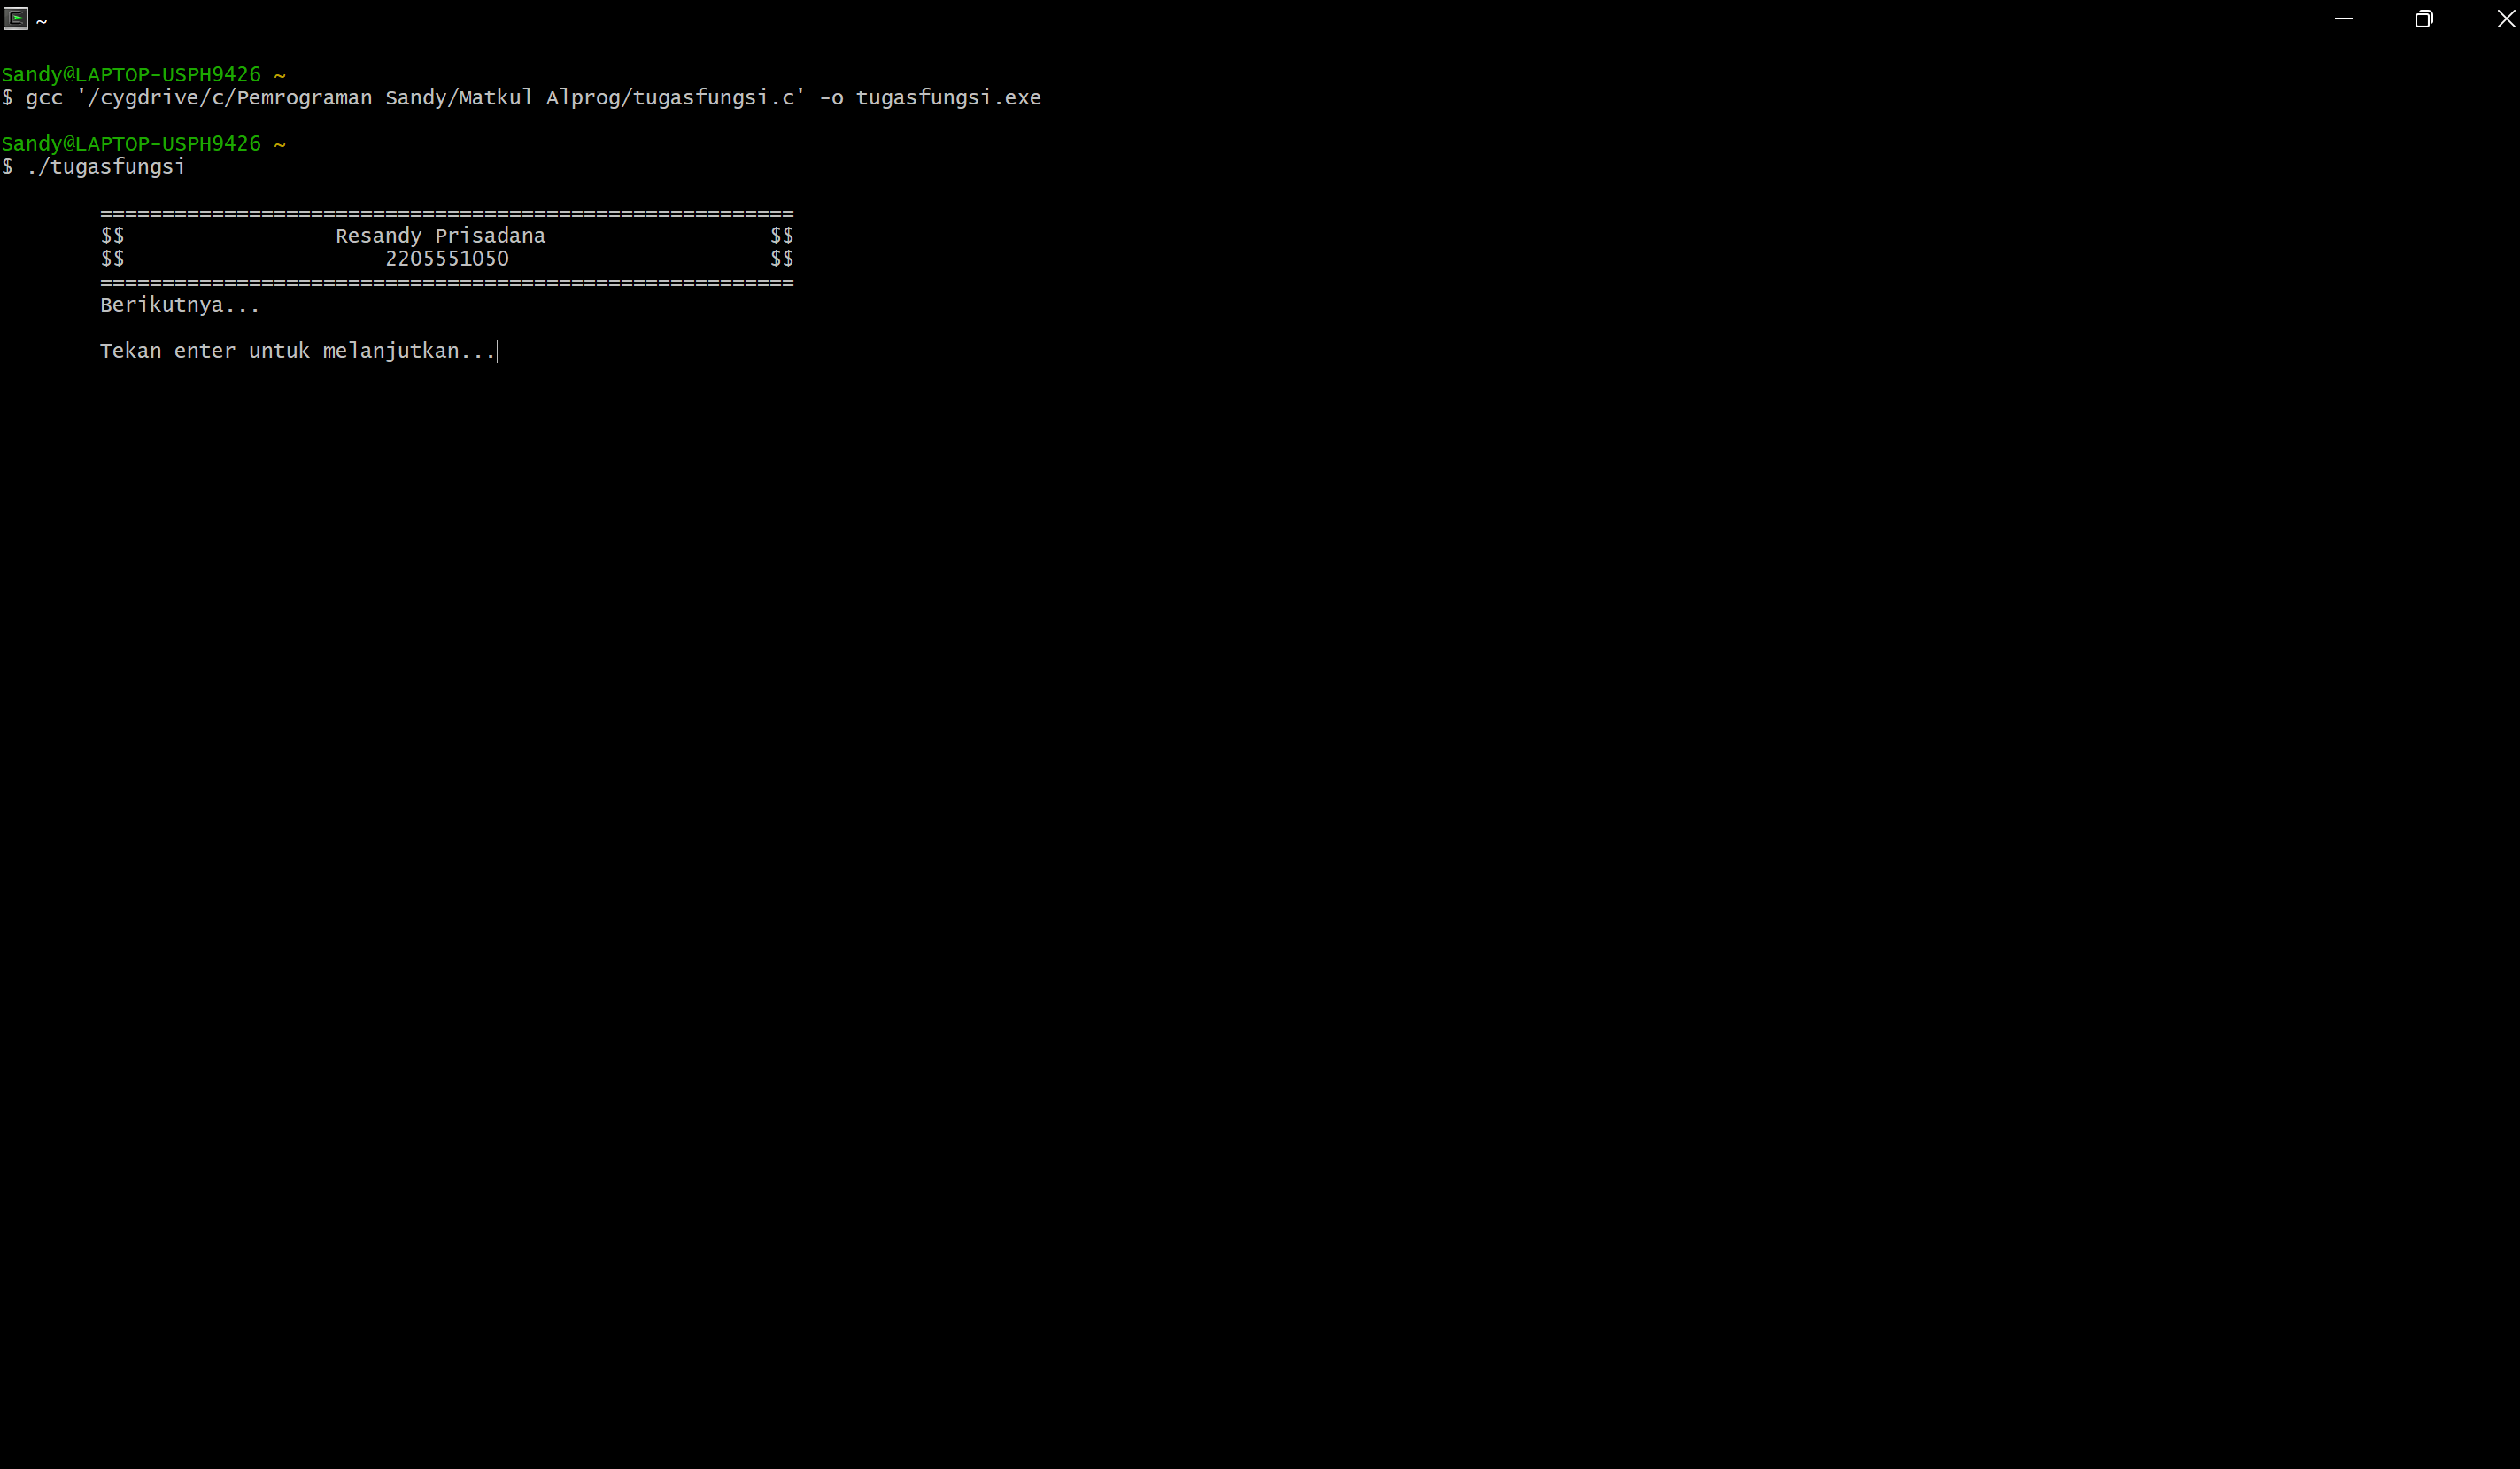 ~
Sandy@LAPTOP-USPH9426 ~
$ gcc '/cygdrive/c/Pemrograman Sandy/Matkul Alprog/tugasfungsi.c' -o tugasfungsi.exe
Sandy@LAPTOP-USPH9426 ~
$ ./tugasfungsi
========================================================
$$ Resandy Prisadana $$
$$ 2205551050 $$
========================================================
Berikutnya...
Tekan enter untuk melanjutkan...